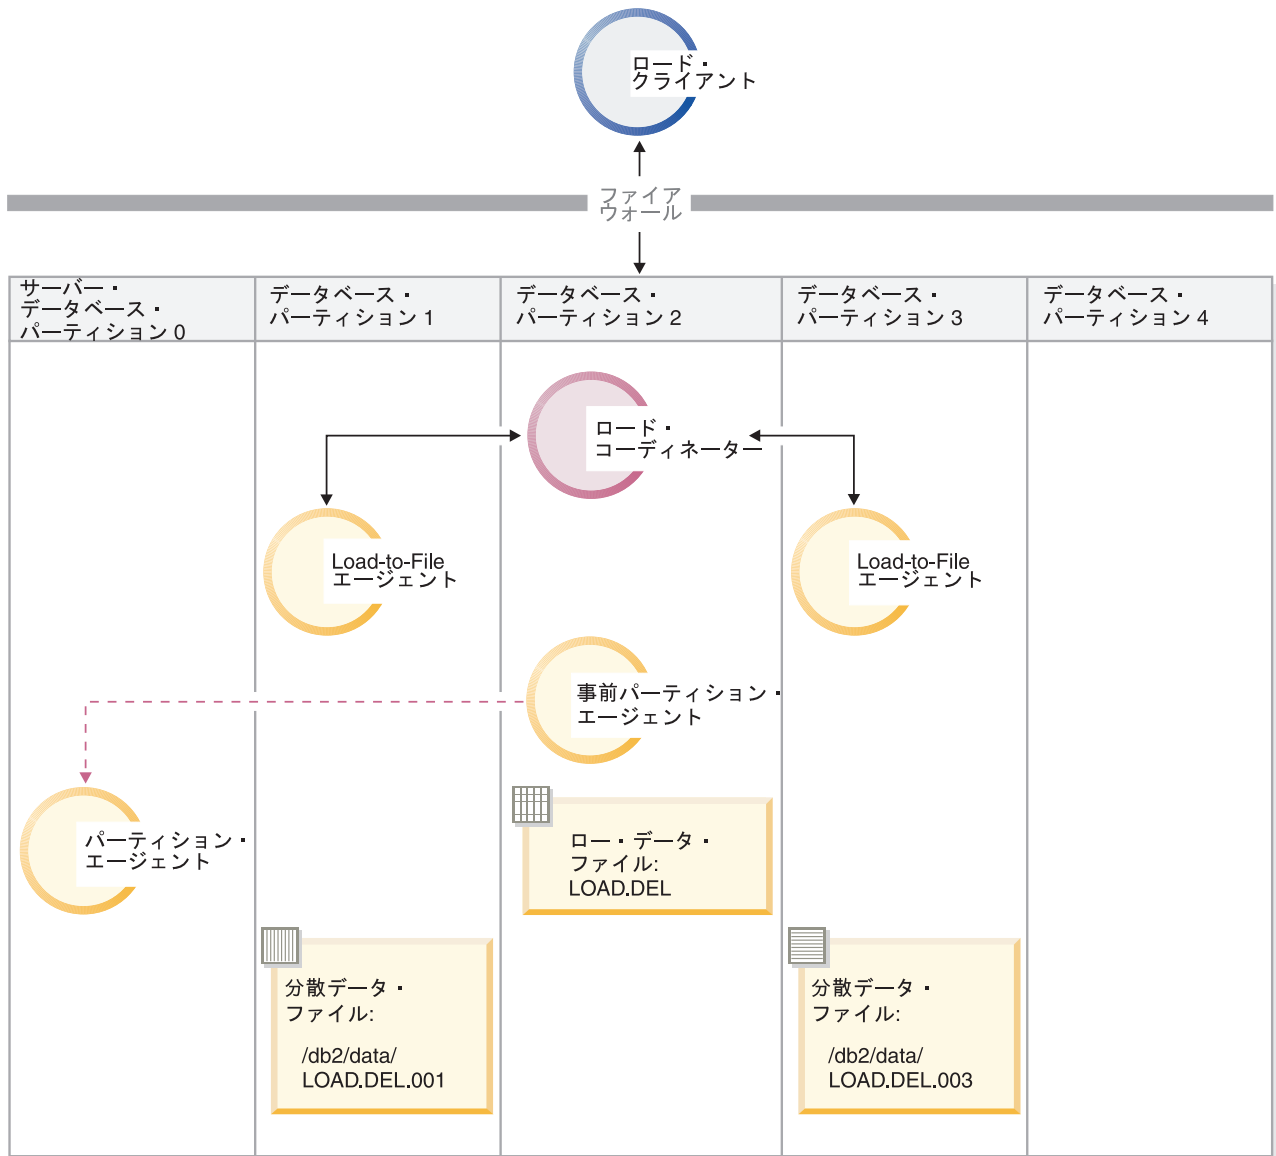 ロード・
クライアント
ファイア
ウォール
サーバー・
データベース・
パーティション 0
データベース・
パーティション 1
データベース・
パーティション 2
データベース・
パーティション 3
データベース・
パーティション 4
ロード・
コーディネーター
Load-to-File
エージェント
Load-to-File
エージェント
事前パーティション・
エージェント
パーティション・
エージェント
ロー・データ・
ファイル:
LOAD.DEL
分散データ・
ファイル:
/db2/data/
LOAD.DEL.001
分散データ・
ファイル:
/db2/data/
LOAD.DEL.003